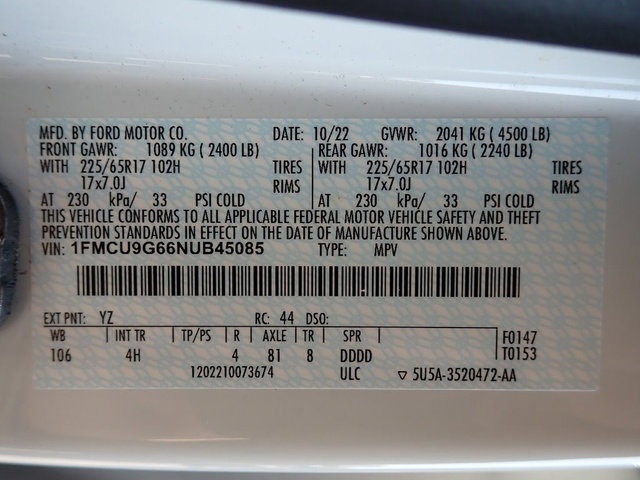 MFD. BY FORD MOTOR CO. DATE: 10/22 GVWR: 2041 KG ( 4500 LB)
FRONT GAWR: 1089 KG ( 2400 LB) REAR GAWR: 1016 KG ( 2240 LB)
WITH 225/65R17 102H TIRES WITH 225/65R17 102H TIRES
17x7.0J RIMS 17x7.0J RIMS
AT 230 kPa/ 33 PSI COLD AT 230 kPa/ 33 PSI COLD
THIS VEHICLE CONFORMS TO ALL APPLICABLE FEDERAL MOTOR VEHICLE SAFETY AND THEFT
PREVENTION STANDARDS IN EFFECT ON THE DATE OF MANUFACTURE SHOWN ABOVE.
VIN: 1FMCU9G66NUB45085 TYPE: MPV
EXT PNT: YZ RC: 44 DSO:
WB INT TR TP/PS R AXLE TR SPR F0147
106 4H 4 81 8 DDDD T0153
1202210073674 ULC ▽ 5U5A-3520472-AA